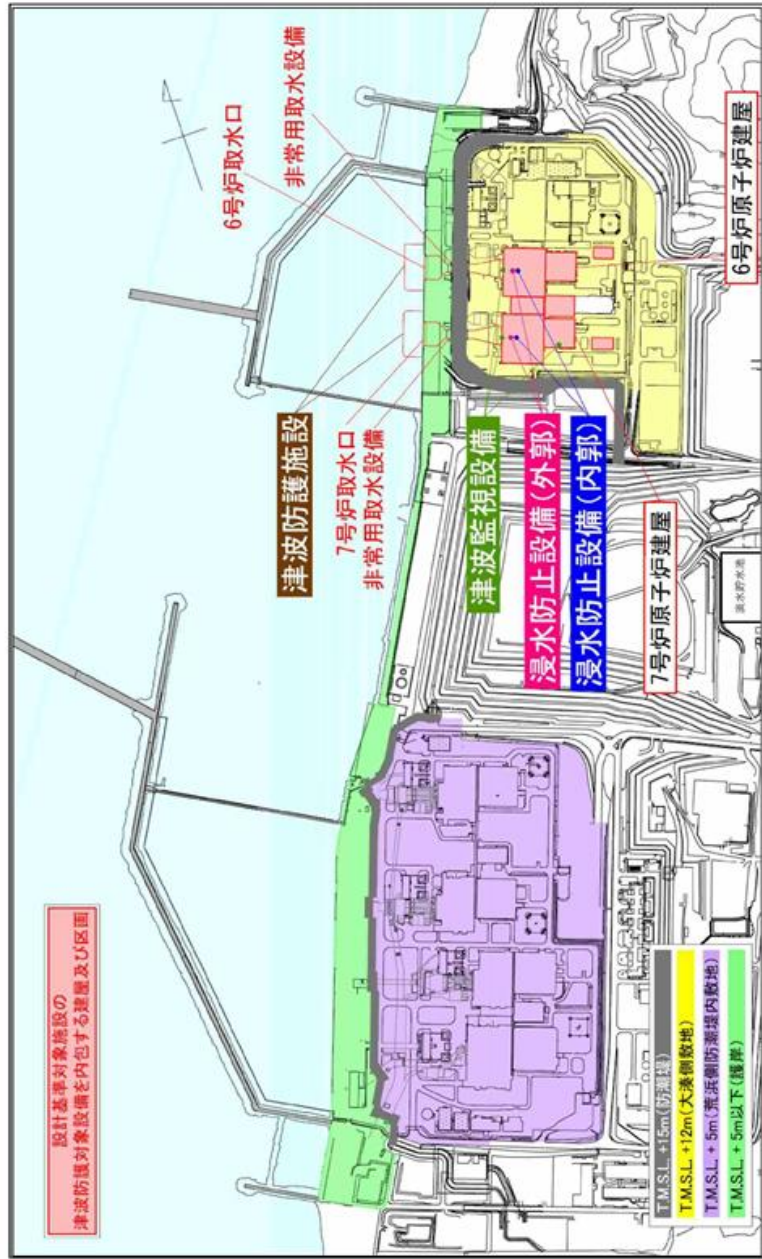 設計基準対象施設の
津波防護対象設備を内包する建屋及び区画
6号炉取水口
非常用取水設備
津波防護施設
7号炉取水口
非常用取水設備
津波監視設備
浸水防止設備(外郭)
浸水防止設備(内郭)
7号炉原子炉建屋
6号炉原子炉建屋
淡水貯水池
T.M.S.L. +15m(防潮堤)
T.M.S.L. +12m(大湊側敷地)
T.M.S.L. + 5m(荒浜側防潮堤内敷地)
T.M.S.L. + 5m以下(護岸)